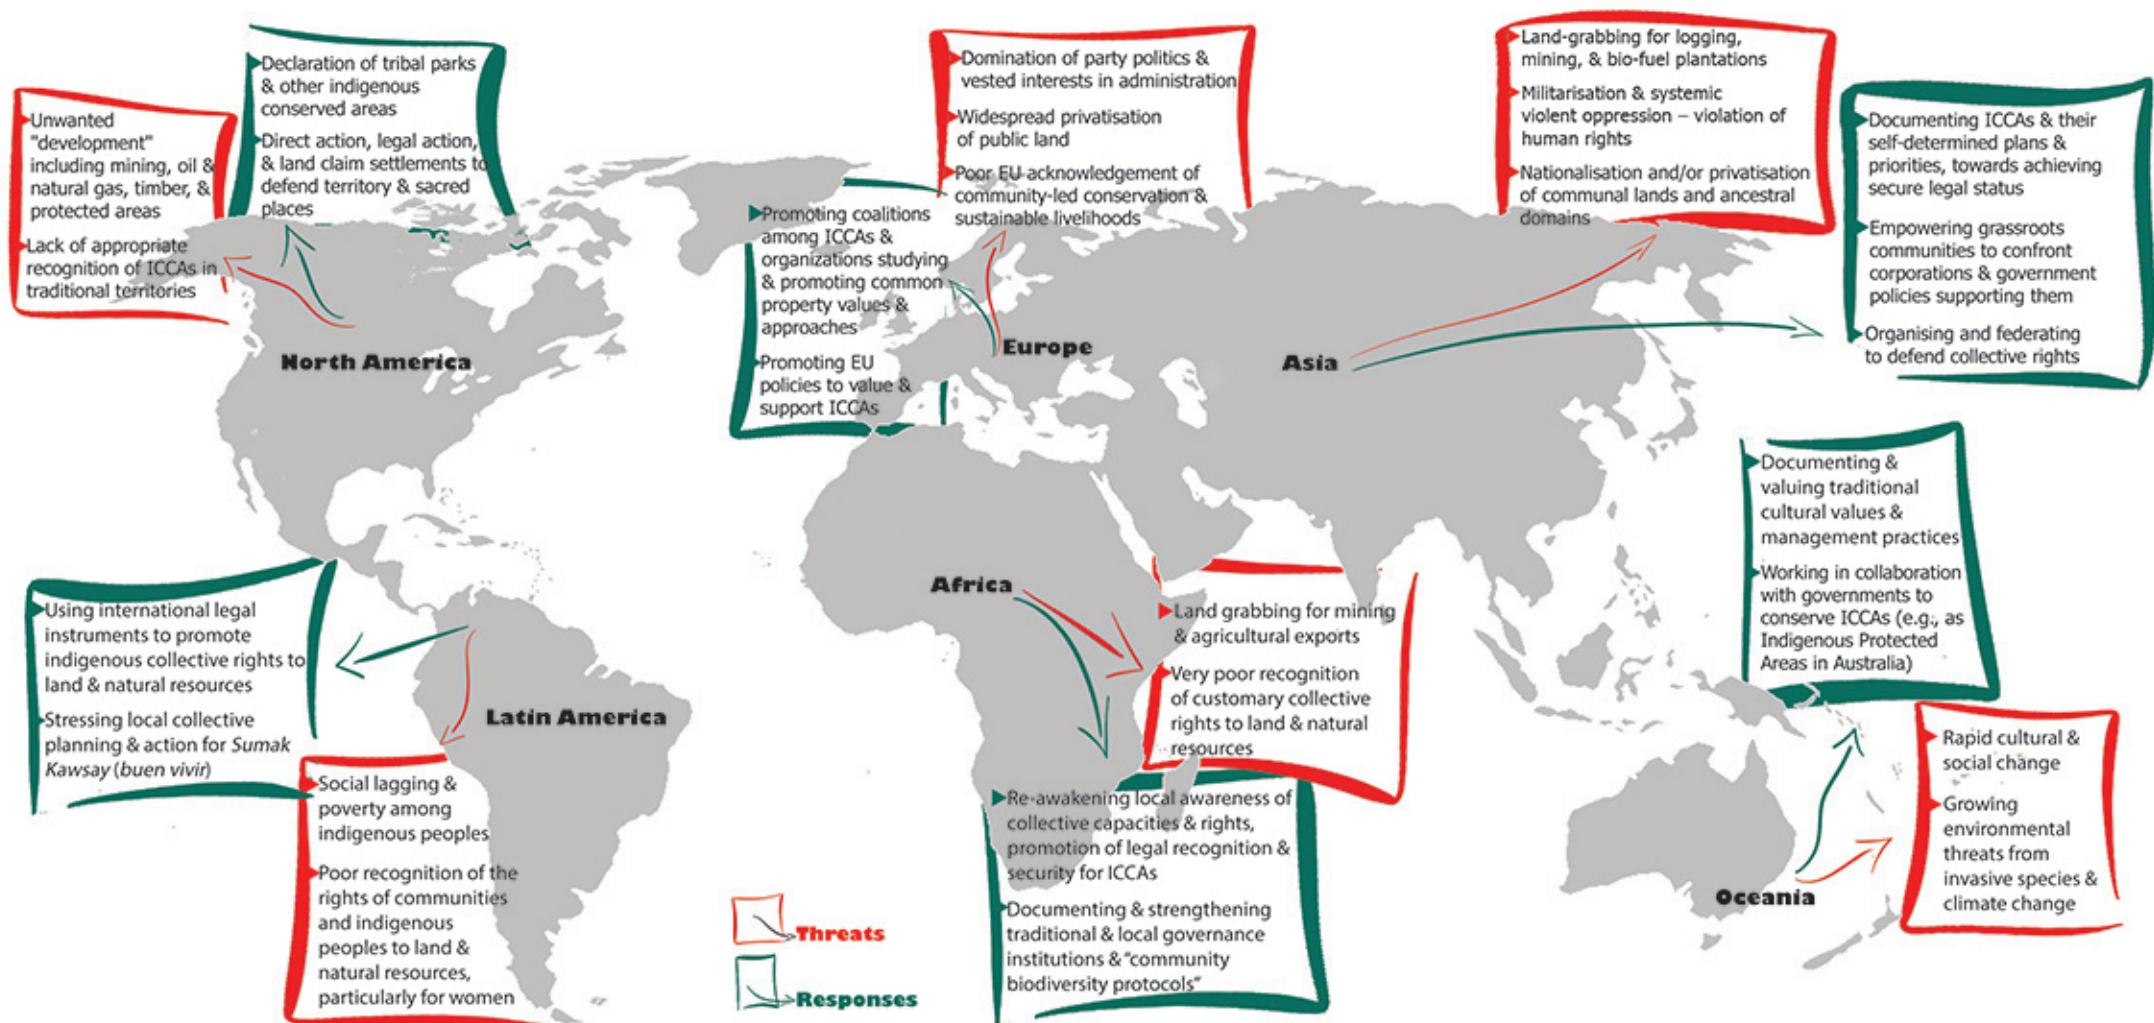 Unwanted
"development"
including mining, oil &
natural gas, timber, &
protected areas
Lack of appropriate
recognition of ICCAs in
traditional territories
Declaration of tribal parks
& other indigenous
conserved areas
Direct action, legal action,
& land claim settlements to
defend territory & sacred
places
North America
Domination of party politics &
vested interests in administration
Widespread privatisation
of public land
Poor EU acknowledgement of
community-led conservation &
sustainable livelihoods
Promoting coalitions
among ICCAs &
organizations studying
& promoting common
property values &
approaches
Promoting EU
policies to value &
support ICCAs
Europe
Land-grabbing for logging,
mining, & bio-fuel plantations
Militarisation & systemic
violent oppression – violation of
human rights
Nationalisation and/or privatisation
of communal lands and ancestral
domains
Documenting ICCAs & their
self-determined plans &
priorities, towards achieving
secure legal status
Empowering grassroots
communities to confront
corporations & government
policies supporting them
Organising and federating
to defend collective rights
Asia
Using international legal
instruments to promote
indigenous collective rights to
land & natural resources
Stressing local collective
planning & action for Sumak
Kawsay (buen vivir)
Latin America
Social lagging &
poverty among
indigenous peoples
Poor recognition of the
rights of communities
and indigenous
peoples to land &
natural resources,
particularly for women
Africa
Land grabbing for mining
& agricultural exports
Very poor recognition
of customary collective
rights to land & natural
resources
Re-awakening local awareness of
collective capacities & rights,
promotion of legal recognition &
security for ICCAs
Documenting & strengthening
traditional & local governance
institutions & "community
biodiversity protocols"
Documenting &
valuing traditional
cultural values &
management practices
Working in collaboration
with governments to
conserve ICCAs (e.g., as
Indigenous Protected
Areas in Australia)
Rapid cultural &
social change
Growing
environmental
threats from
invasive species &
climate change
Oceania
Threats
Responses